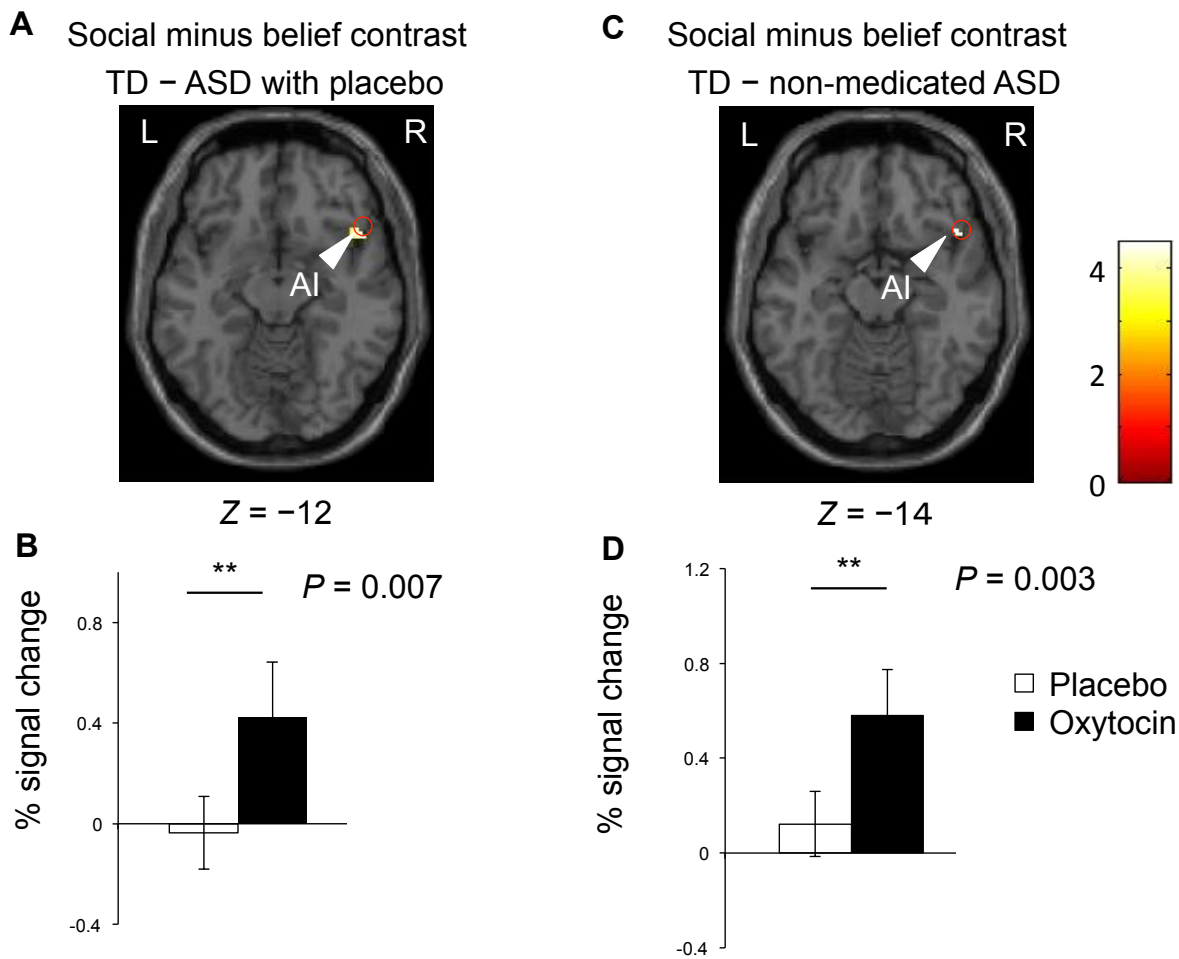 A
Social minus belief contrast
TD − ASD with placebo
L
R
AI
Z = −12
C
Social minus belief contrast
TD − non-medicated ASD
L
R
AI
Z = −14
4
2
0
B
**
P = 0.007
% signal change
0.8
0.4
0
-0.4
D
**
P = 0.003
% signal change
1.2
0.8
0.4
0
-0.4
Placebo
Oxytocin